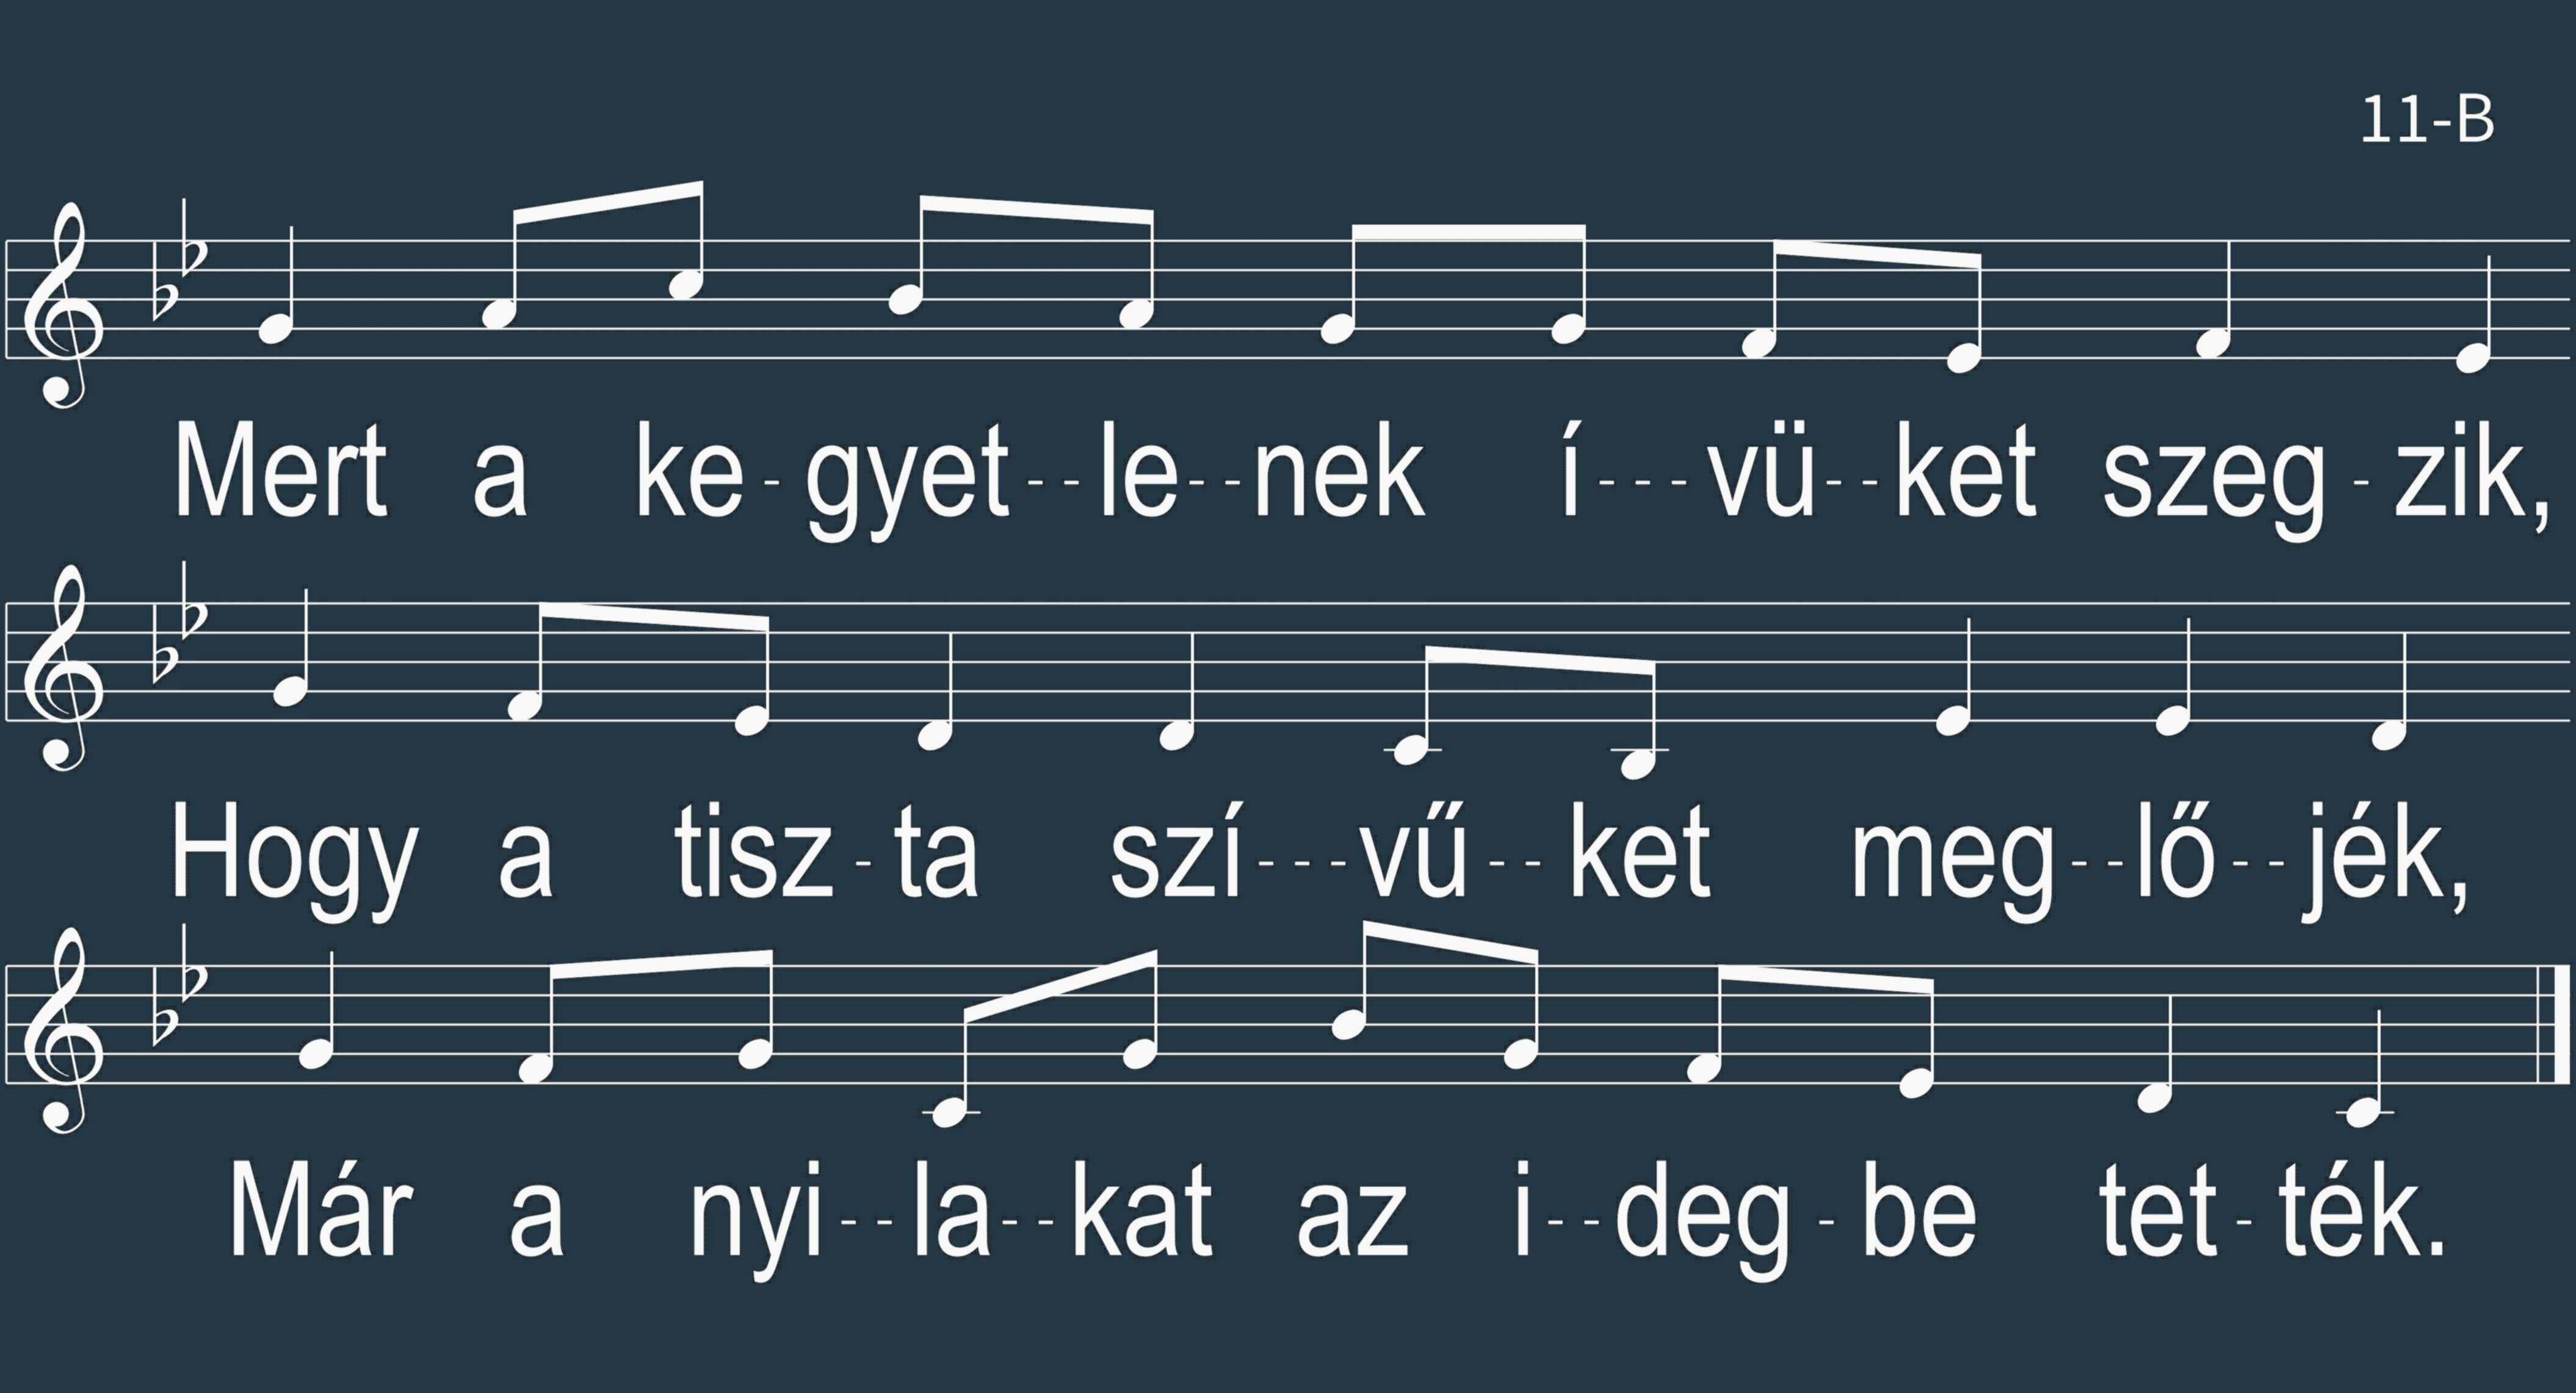 11-B
Mert a ke-gyet--le--nek í---vü--ket szeg-zik,
Hogy a tisz-ta szí---vű--ket meg--lő--jék,
Már a nyi--la--kat az i--deg-be tet-ték.